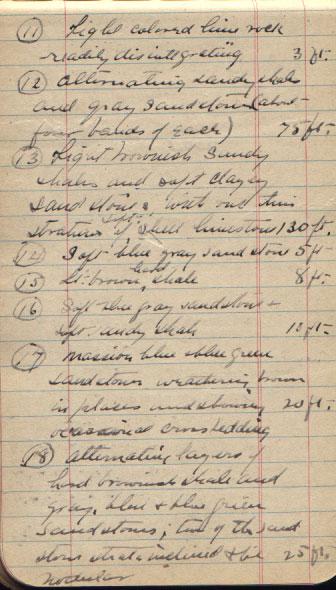 (11) Light colored lime rock
readily disintegrating 3 ft.
(12) Alternating sandy shale
and gray sandstone (about
four bands of each) 75 ft.
(13) Light brownish sandy
shales and soft clayey
sandstones with one thin
stratum of soft shell limestone 130 ft.
(14) Soft blue gray sandstone 5 ft
(15) Lt. brown hard shale 8 ft.
(16) Soft blue gray sandstone &
soft sandy shale 10 ft.
(17) Massive blue & blue green
sandstones weathering brown
in places and showing 20 ft.
occasional crossbedding
(18) Alternating layers of
hard brownish shale and
gray, blue & blue green
sandstones; two of the sand
stone strata inclined to be 25 ft.
nodular